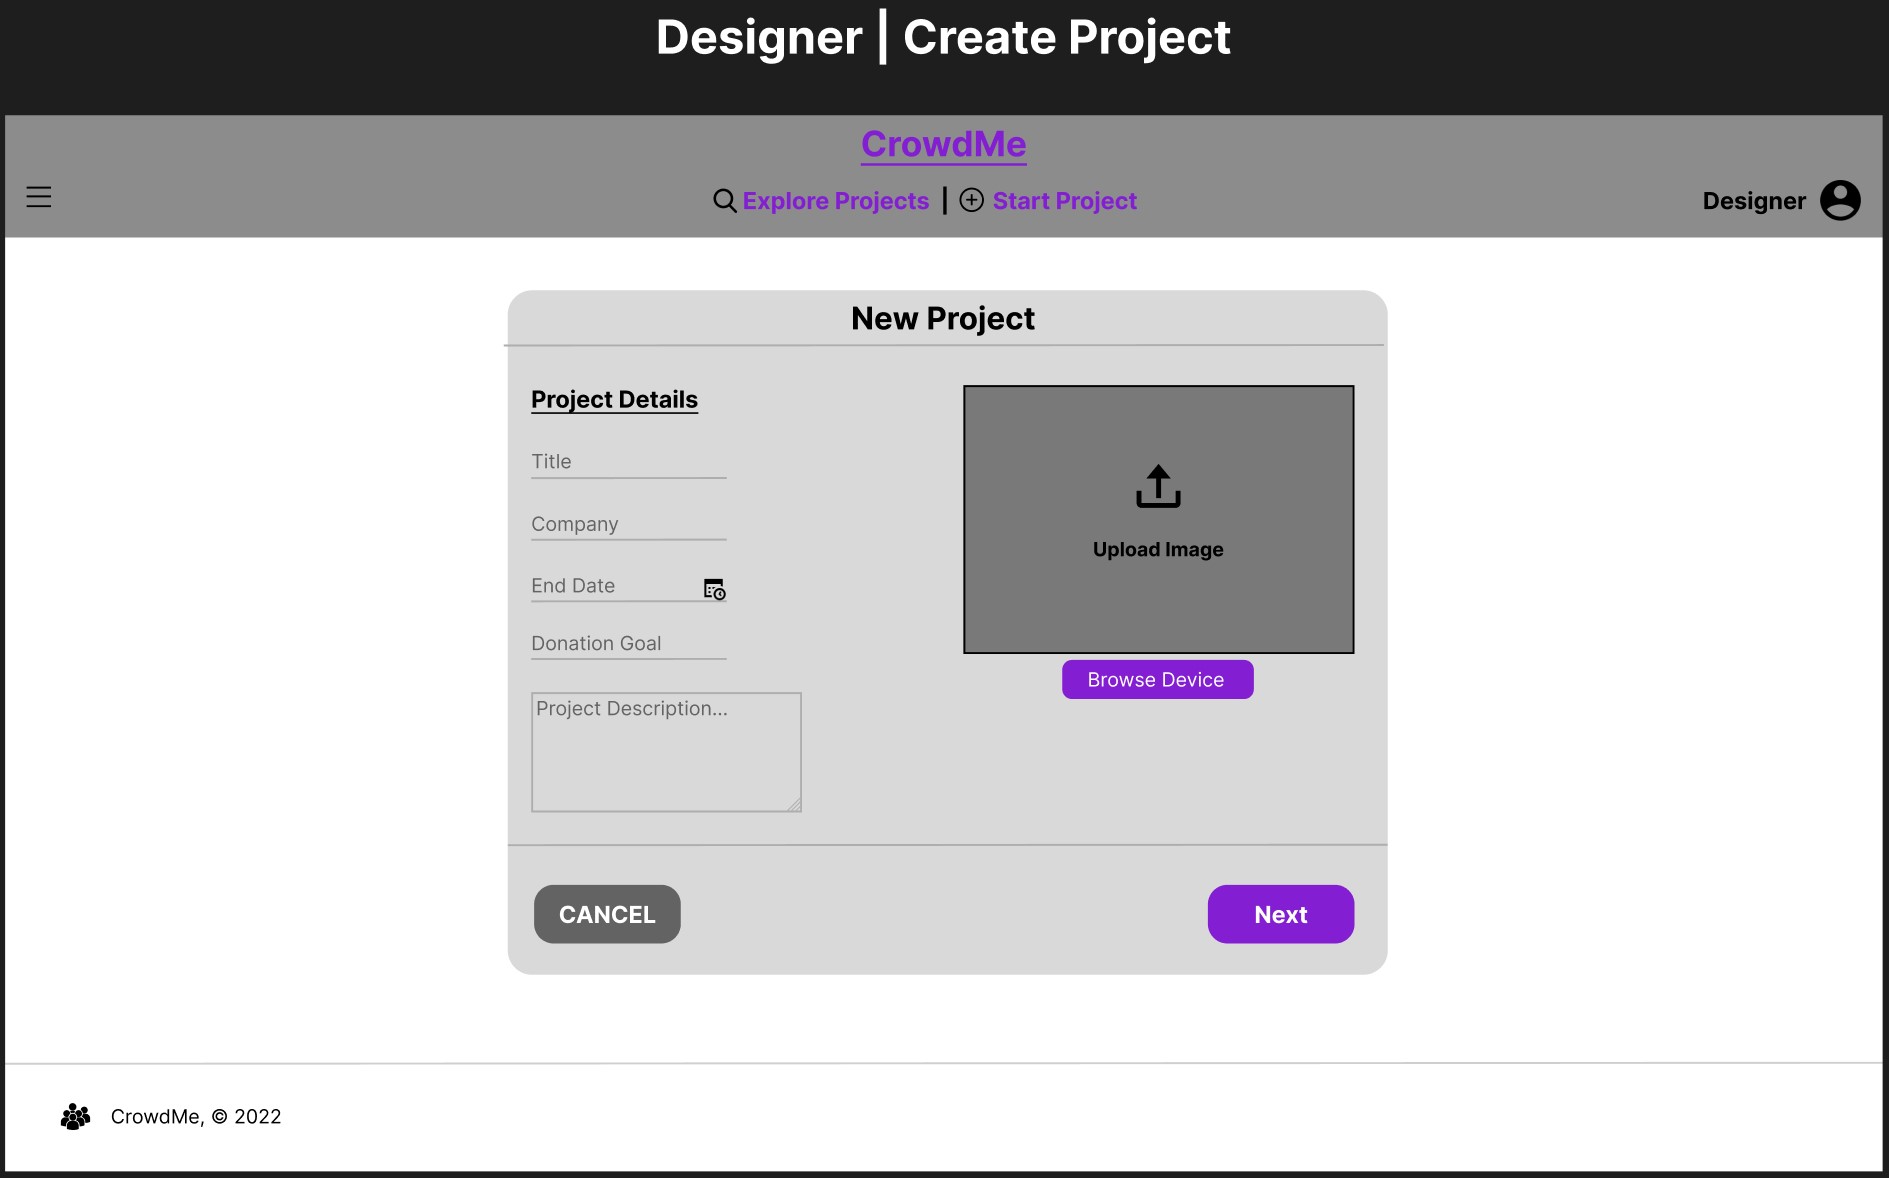 Designer | Create Project
CrowdMe
Explore Projects | Start Project
Designer
New Project
Project Details
Title
Company
End Date
Donation Goal
Project Description...
Upload Image
Browse Device
CANCEL
Next
CrowdMe, © 2022